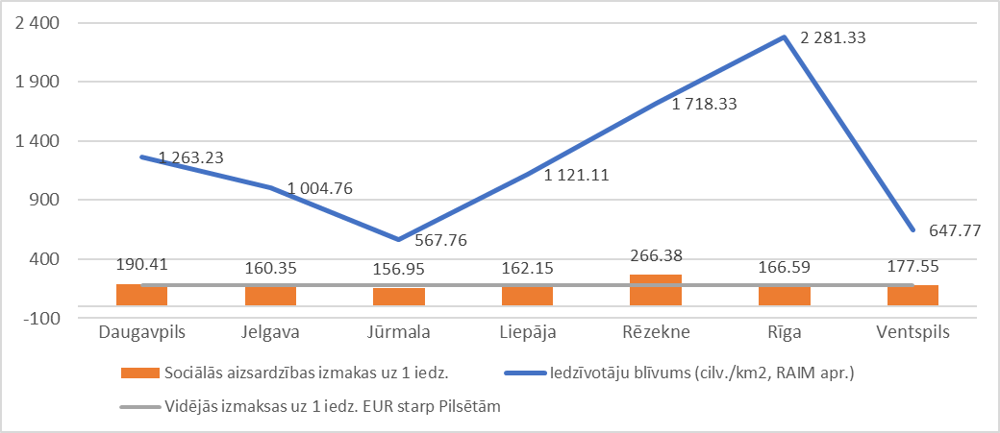 2 400
1 900
1 400
900
400
-100
2 281.33
1 718.33
1 263.23
1 121.11
1 004.76
567.76
647.77
190.41
160.35
156.95
162.15
266.38
166.59
177.55
Daugavpils
Jelgava
Jūrmala
Liepāja
Rēzekne
Rīga
Ventspils
Sociālās aizsardzības izmakas uz 1 iedz.
Iedzīvotāju blīvums (cilv./km2, RAIM apr.)
Vidējās izmaksas uz 1 iedz. EUR starp Pilsētām